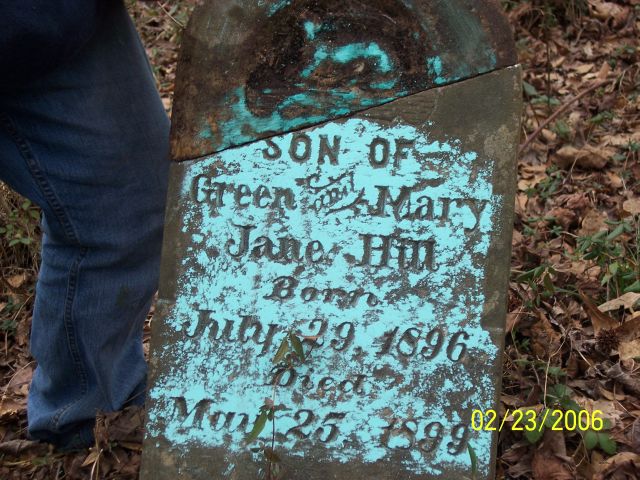 SON OF
Green and Mary
Jane Hill
Born
July 29, 1896
Died
May 25, 1899
02/23/2006